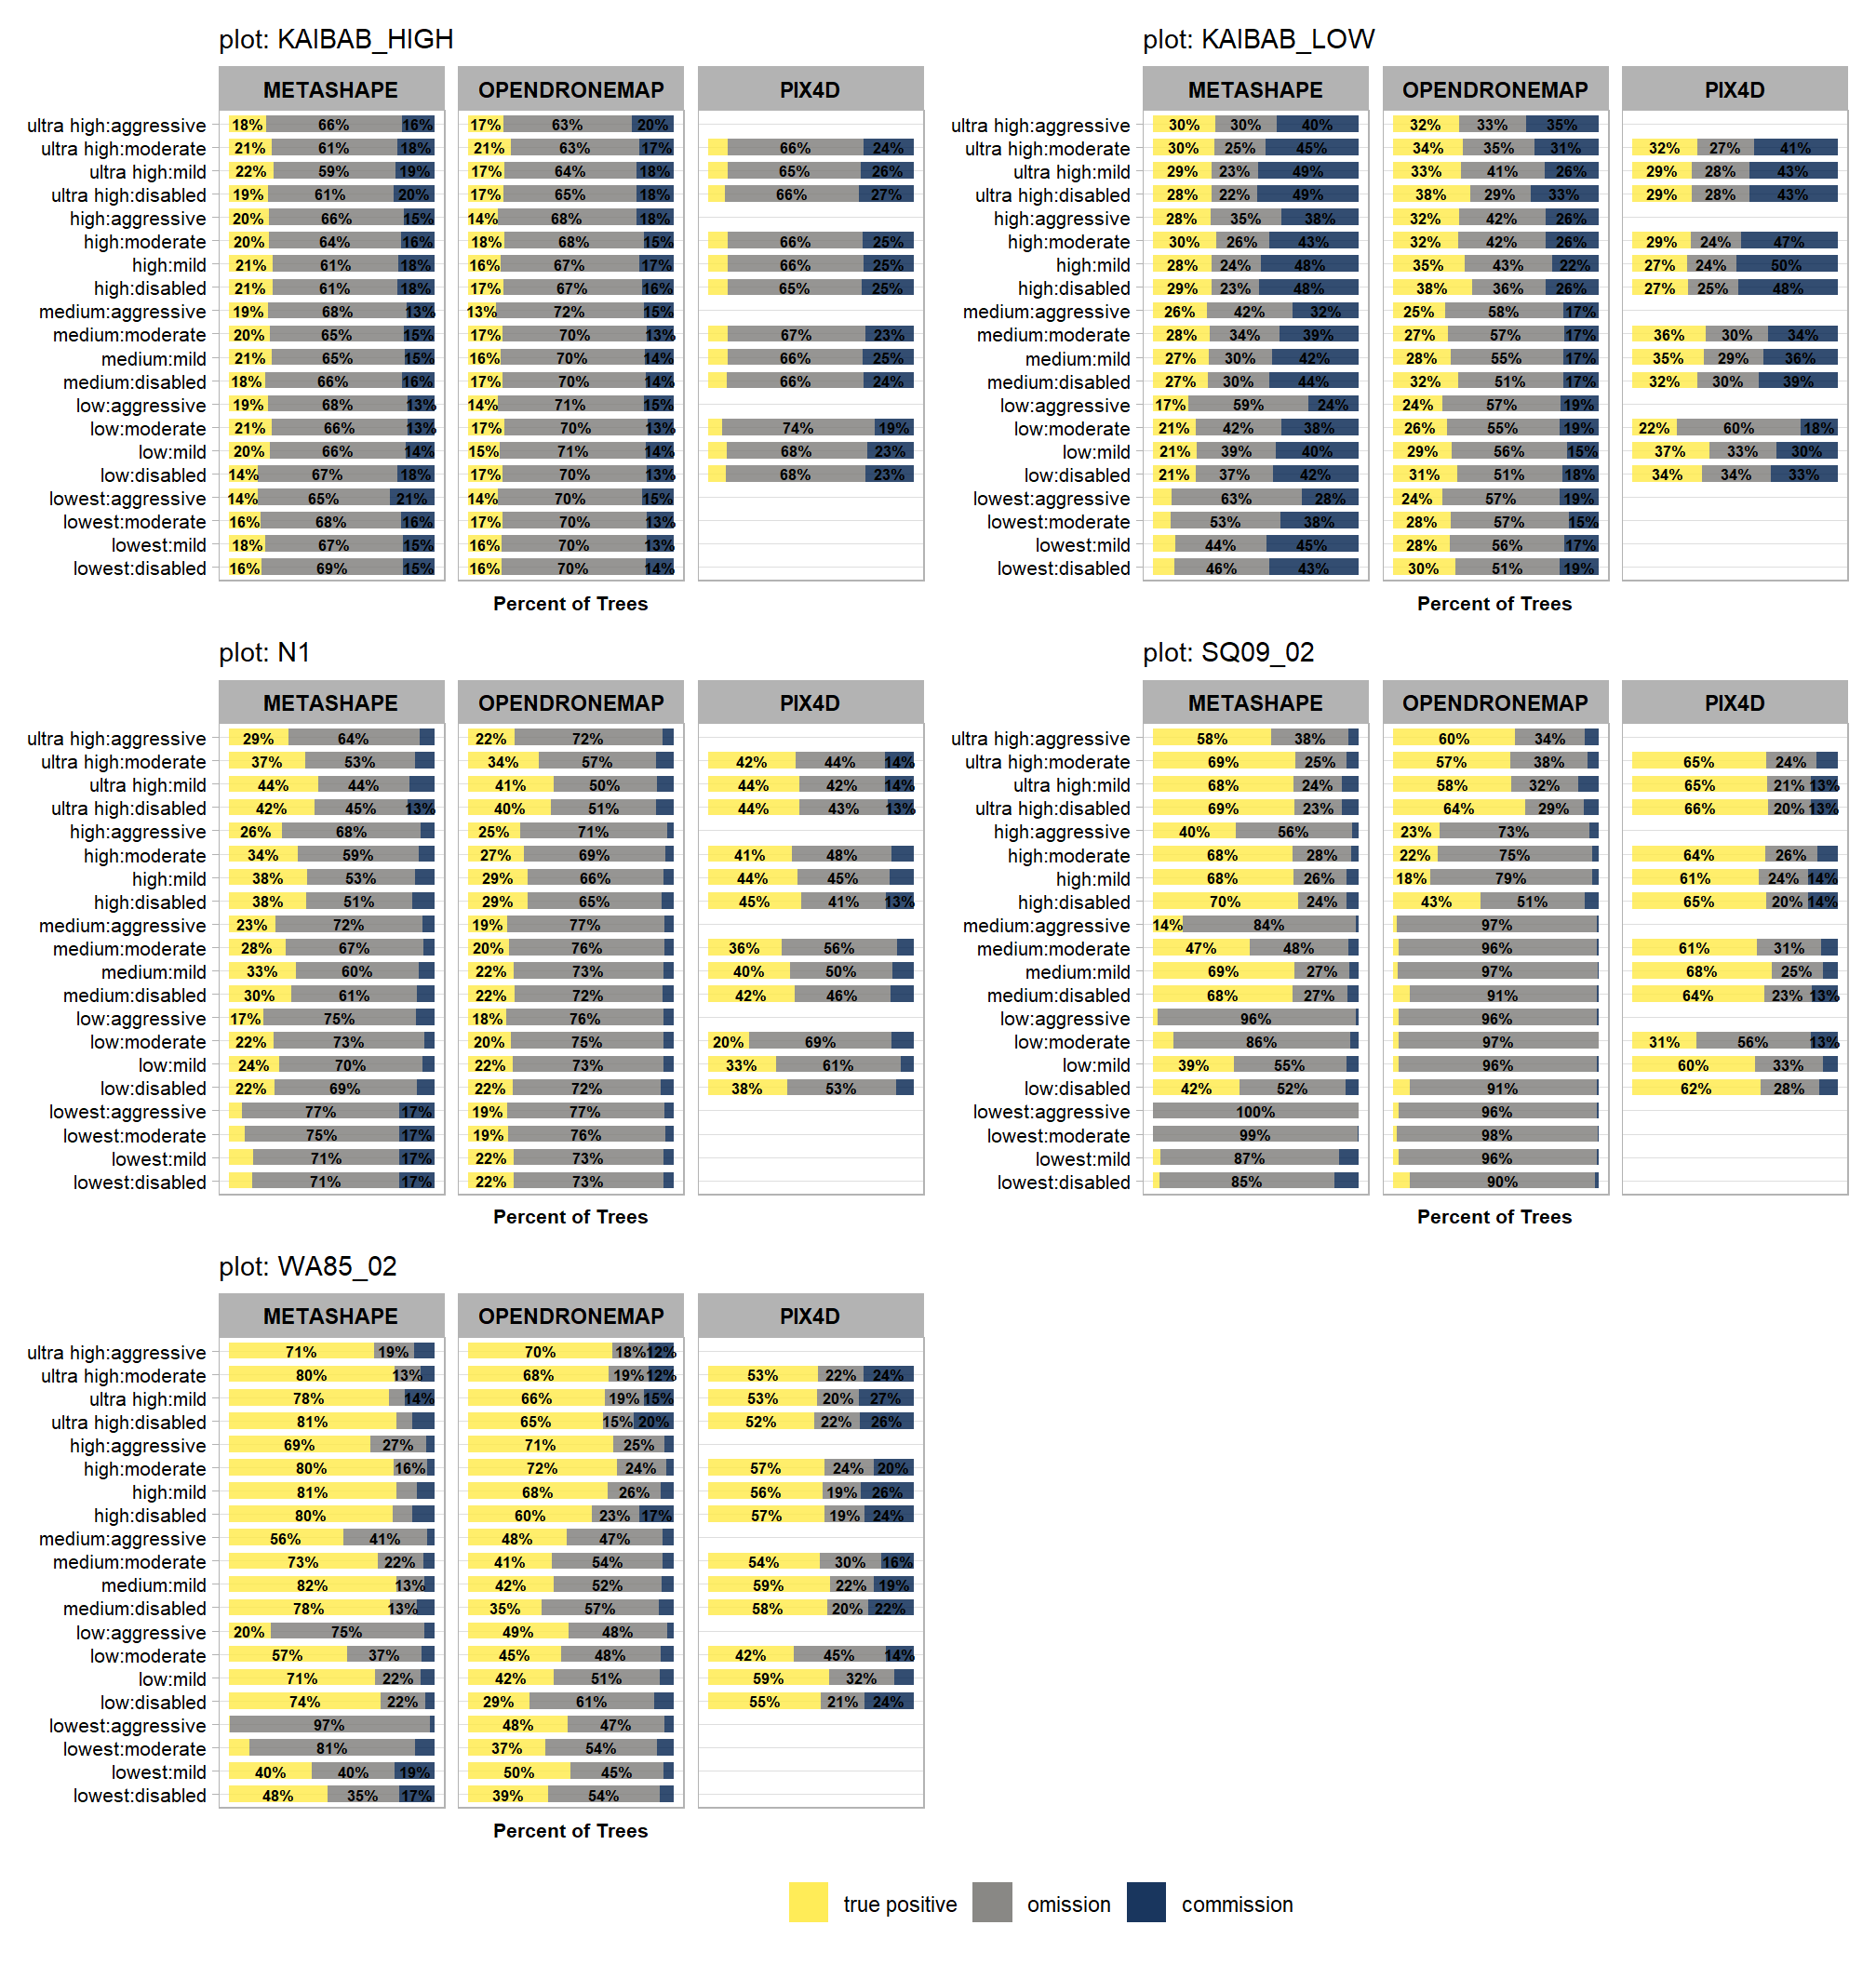 plot: KAIBAB_HIGH
METASHAPE OPENDRONEMAP PIX4D
ultra high:aggressive 18% 66% 16% 17% 63% 20%
ultra high:moderate 21% 61% 18% 21% 63% 17% 66% 24%
ultra high:mild 22% 59% 19% 17% 64% 18% 65% 26%
ultra high:disabled 19% 61% 20% 17% 65% 18% 66% 27%
high:aggressive 20% 66% 15% 14% 68% 18%
high:moderate 20% 64% 16% 18% 68% 15% 66% 25%
high:mild 21% 61% 18% 16% 67% 17% 66% 25%
high:disabled 21% 61% 18% 17% 67% 16% 65% 25%
medium:aggressive 19% 68% 13% 13% 72% 15%
medium:moderate 20% 65% 15% 17% 70% 13% 67% 23%
medium:mild 21% 65% 15% 16% 70% 14% 66% 25%
medium:disabled 18% 66% 16% 17% 70% 14% 66% 24%
low:aggressive 19% 68% 13% 14% 71% 15%
low:moderate 21% 66% 13% 17% 70% 13% 74% 19%
low:mild 20% 66% 14% 15% 71% 14% 68% 23%
low:disabled 14% 67% 18% 17% 70% 13% 68% 23%
lowest:aggressive 14% 65% 21% 14% 70% 15%
lowest:moderate 16% 68% 16% 17% 70% 13%
lowest:mild 18% 67% 15% 16% 70% 13%
lowest:disabled 16% 69% 15% 16% 70% 14%
Percent of Trees
plot: KAIBAB_LOW
METASHAPE OPENDRONEMAP PIX4D
ultra high:aggressive 30% 30% 40% 32% 33% 35%
ultra high:moderate 30% 25% 45% 34% 35% 31% 32% 27% 41%
ultra high:mild 29% 23% 49% 33% 41% 26% 29% 28% 43%
ultra high:disabled 28% 22% 49% 38% 29% 33% 29% 28% 43%
high:aggressive 28% 35% 38% 32% 42% 26%
high:moderate 30% 26% 43% 32% 42% 26% 29% 24% 47%
high:mild 28% 24% 48% 35% 43% 22% 27% 24% 50%
high:disabled 29% 23% 48% 38% 36% 26% 27% 25% 48%
medium:aggressive 26% 42% 32% 25% 58% 17%
medium:moderate 28% 34% 39% 27% 57% 17% 36% 30% 34%
medium:mild 27% 30% 42% 28% 55% 17% 35% 29% 36%
medium:disabled 27% 30% 44% 32% 51% 17% 32% 30% 39%
low:aggressive 17% 59% 24% 24% 57% 19%
low:moderate 21% 42% 38% 26% 55% 19% 22% 60% 18%
low:mild 21% 39% 40% 29% 56% 15% 37% 33% 30%
low:disabled 21% 37% 42% 31% 51% 18% 34% 34% 33%
lowest:aggressive 63% 28% 24% 57% 19%
lowest:moderate 53% 38% 28% 57% 15%
lowest:mild 44% 45% 28% 56% 17%
lowest:disabled 46% 43% 30% 51% 19%
Percent of Trees
plot: N1
METASHAPE OPENDRONEMAP PIX4D
ultra high:aggressive 29% 64% 22% 72%
ultra high:moderate 37% 53% 34% 57% 42% 44% 14%
ultra high:mild 44% 44% 41% 50% 44% 42% 14%
ultra high:disabled 42% 45% 13% 40% 51% 44% 43% 13%
high:aggressive 26% 68% 25% 71%
high:moderate 34% 59% 27% 69% 41% 48%
high:mild 38% 53% 29% 66% 44% 45%
high:disabled 38% 51% 29% 65% 45% 41% 13%
medium:aggressive 23% 72% 19% 77%
medium:moderate 28% 67% 20% 76% 36% 56%
medium:mild 33% 60% 22% 73% 40% 50%
medium:disabled 30% 61% 22% 72% 42% 46%
low:aggressive 17% 75% 18% 76%
low:moderate 22% 73% 20% 75% 20% 69%
low:mild 24% 70% 22% 73% 33% 61%
low:disabled 22% 69% 22% 72% 38% 53%
lowest:aggressive 77% 17% 19% 77%
lowest:moderate 75% 17% 19% 76%
lowest:mild 71% 17% 22% 73%
lowest:disabled 71% 17% 22% 73%
Percent of Trees
plot: SQ09_02
METASHAPE OPENDRONEMAP PIX4D
ultra high:aggressive 58% 38% 60% 34%
ultra high:moderate 69% 25% 57% 38% 65% 24%
ultra high:mild 68% 24% 58% 32% 65% 21% 13%
ultra high:disabled 69% 23% 64% 29% 66% 20% 13%
high:aggressive 40% 56% 23% 73%
high:moderate 68% 28% 22% 75% 64% 26%
high:mild 68% 26% 18% 79% 61% 24% 14%
high:disabled 70% 24% 43% 51% 65% 20% 14%
medium:aggressive 14% 84% 97%
medium:moderate 47% 48% 96% 61% 31%
medium:mild 69% 27% 97% 68% 25%
medium:disabled 68% 27% 91% 64% 23% 13%
low:aggressive 96% 96%
low:moderate 86% 97% 31% 56% 13%
low:mild 39% 55% 96% 60% 33%
low:disabled 42% 52% 91% 62% 28%
lowest:aggressive 100% 96%
lowest:moderate 99% 98%
lowest:mild 87% 96%
lowest:disabled 85% 90%
Percent of Trees
plot: WA85_02
METASHAPE OPENDRONEMAP PIX4D
ultra high:aggressive 71% 19% 70% 18% 12%
ultra high:moderate 80% 13% 68% 19% 12% 53% 22% 24%
ultra high:mild 78% 14% 66% 19% 15% 53% 20% 27%
ultra high:disabled 81% 65% 15% 20% 52% 22% 26%
high:aggressive 69% 27% 71% 25%
high:moderate 80% 16% 72% 24% 57% 24% 20%
high:mild 81% 68% 26% 56% 19% 26%
high:disabled 80% 60% 23% 17% 57% 19% 24%
medium:aggressive 56% 41% 48% 47%
medium:moderate 73% 22% 41% 54% 54% 30% 16%
medium:mild 82% 13% 42% 52% 59% 22% 19%
medium:disabled 78% 13% 35% 57% 58% 20% 22%
low:aggressive 20% 75% 49% 48%
low:moderate 57% 37% 45% 48% 42% 45% 14%
low:mild 71% 22% 42% 51% 59% 32%
low:disabled 74% 22% 29% 61% 55% 21% 24%
lowest:aggressive 97% 48% 47%
lowest:moderate 81% 37% 54%
lowest:mild 40% 40% 19% 50% 45%
lowest:disabled 48% 35% 17% 39% 54%
Percent of Trees
true positive omission commission